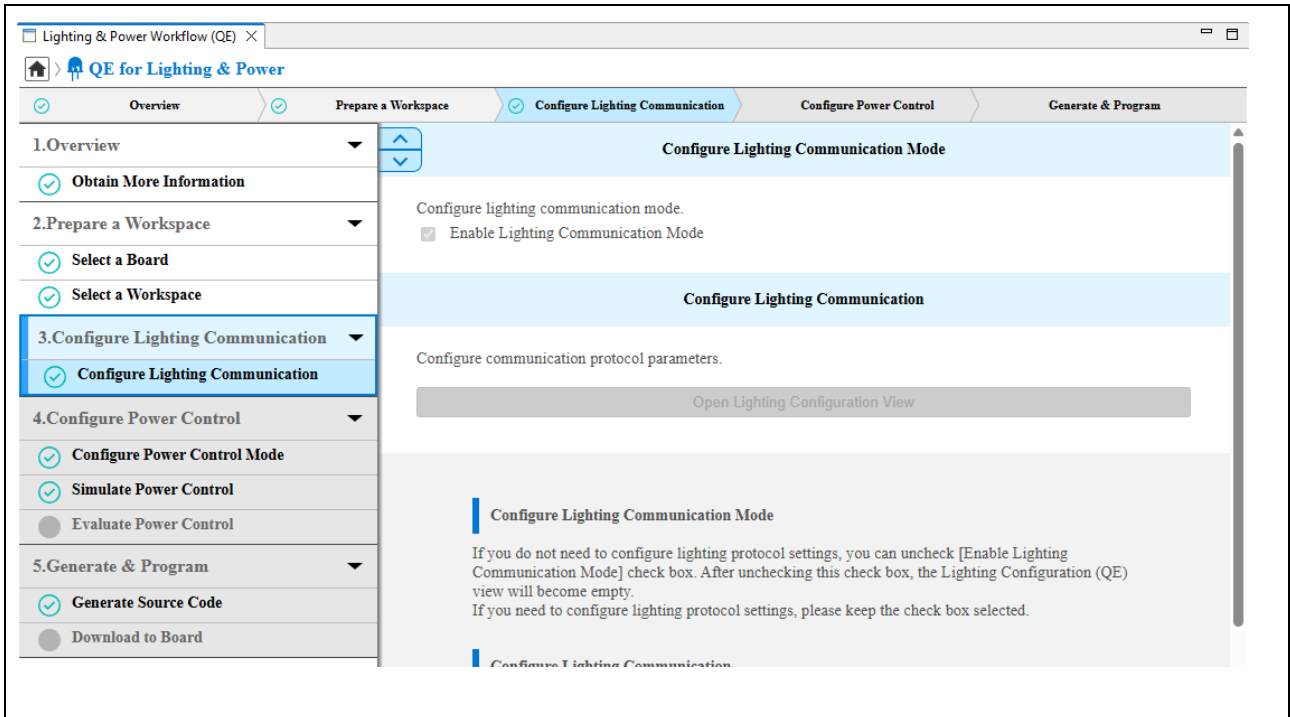 Lighting & Power Workflow (QE)
QE for Lighting & Power
Overview
Prepare a Workspace
Configure Lighting Communication
Configure Power Control
Generate & Program
1.Overview
Obtain More Information
2.Prepare a Workspace
Select a Board
Select a Workspace
3.Configure Lighting Communication
Configure Lighting Communication
4.Configure Power Control
Configure Power Control Mode
Simulate Power Control
Evaluate Power Control
5.Generate & Program
Generate Source Code
Download to Board
Configure Lighting Communication Mode
Configure lighting communication mode.
Enable Lighting Communication Mode
Configure Lighting Communication
Configure communication protocol parameters.
Open Lighting Configuration View
Configure Lighting Communication Mode
If you do not need to configure lighting protocol settings, you can uncheck [Enable Lighting
Communication Mode] check box. After unchecking this check box, the Lighting Configuration (QE)
view will become empty.
If you need to configure lighting protocol settings, please keep the check box selected.
Configure Lighting Communication